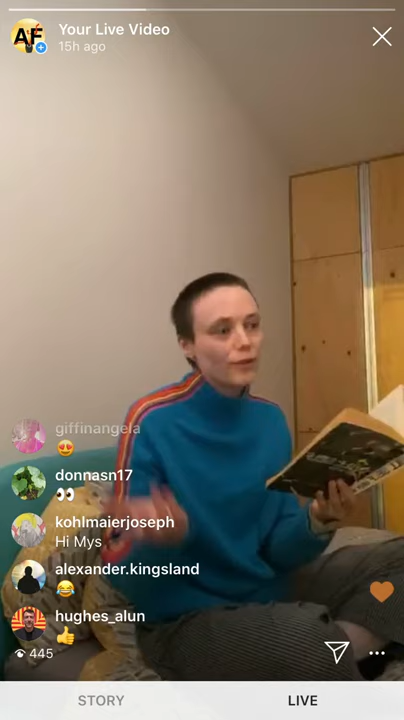 AF
Your Live Video
15h ago
giffinangela
😍
donnasn17
👀
kohlmaierjoseph
Hi Mys
alexander.kingsland
😂
hughes_alun
👍
445
STORY
LIVE